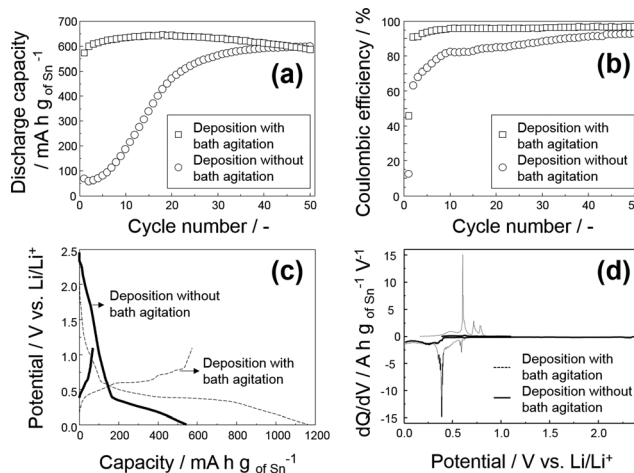 Discharge capacity
/ mA h g of Sn⁻¹
700
600
500
400
300
200
100
0
(a)
Deposition with
bath agitation
Deposition without
bath agitation
0 10 20 30 40 50
Cycle number / -
Coulombic efficiency / %
100
80
60
40
20
0
(b)
Deposition with
bath agitation
Deposition without
bath agitation
0 10 20 30 40 50
Cycle number / -
Potential / V vs. Li/Li⁺
2.5
2.0
1.5
1.0
0.5
0.0
(c)
Deposition without
bath agitation
Deposition with
bath agitation
0 200 400 600 800 1000 1200
Capacity / mA h g of Sn⁻¹
dQ/dV / A h g of Sn⁻¹ V⁻¹
15
10
5
0
-5
-10
-15
(d)
Deposition with
bath agitation
Deposition without
bath agitation
0.0 0.5 1.0 1.5 2.0
Potential / V vs. Li/Li⁺